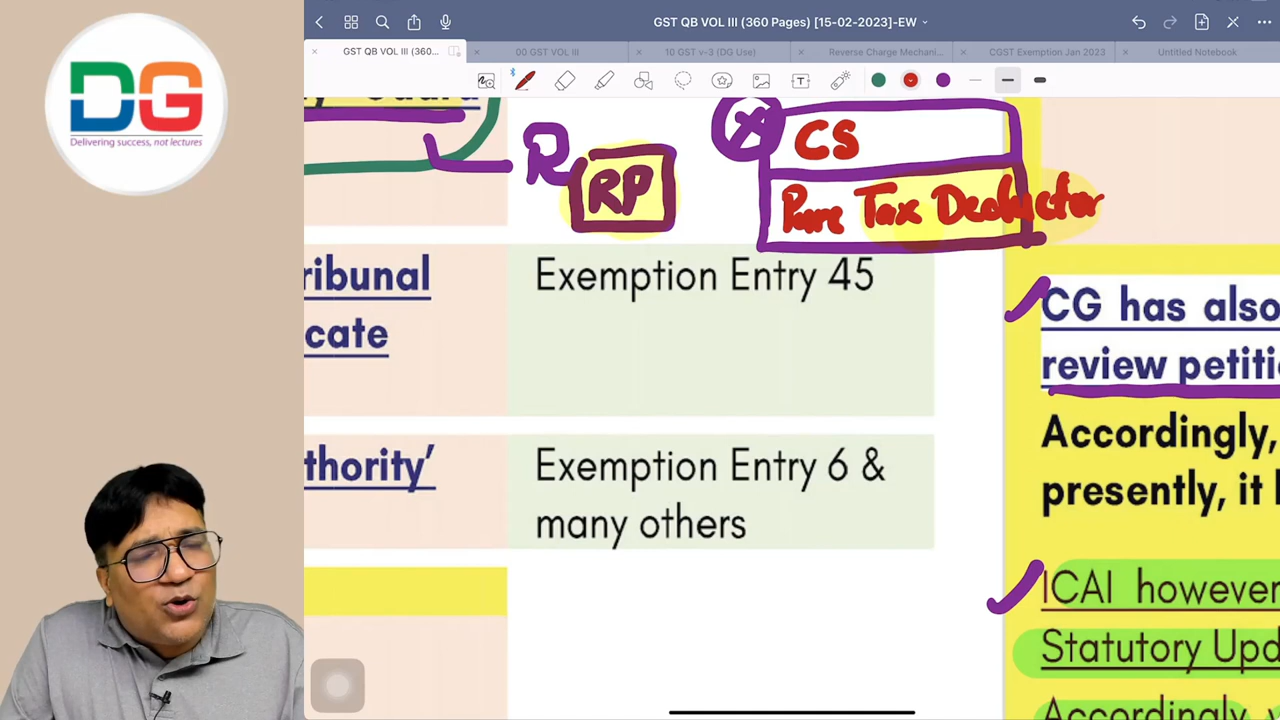 DG
Delivering success, not lectures
GST QB VOL III (360 Pages) [15-02-2023]-EW
GST QB VOL III (360...
00 GST VOL III
10 GST v-3 (DG Use)
Reverse Charge Mechani...
CGST Exemption Jan 2023
Untitled Notebook
R
RP
CS
Pure Tax Deductor
ribunal
cate
Exemption Entry 45
thority'
Exemption Entry 6 &
many others
CG has also
review petiti
Accordingly,
presently, it
ICAI however
Statutory Upd
Accordingly